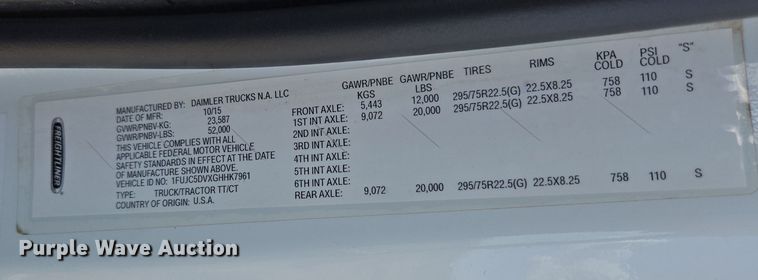 FREIGHTLINER
MANUFACTURED BY: DAIMLER TRUCKS N.A. LLC
DATE OF MFR: 10/15
GVWR/PNBV-KG: 23,587
GVWR/PNBV-LBS: 52,000
THIS VEHICLE COMPLIES WITH ALL
APPLICABLE FEDERAL MOTOR VEHICLE
SAFETY STANDARDS IN EFFECT AT THE DATE
OF MANUFACTURE SHOWN ABOVE.
VEHICLE ID NO: 1FUJC5DVXGHHK7961
TYPE: TRUCK/TRACTOR TT/CT
COUNTRY OF ORIGIN: U.S.A.
GAWR/PNBE KGS GAWR/PNBE LBS TIRES RIMS KPA COLD PSI COLD "S"
FRONT AXLE: 5,443 12,000 295/75R22.5(G) 22.5X8.25 758 110 S
1ST INT AXLE: 9,072 20,000 295/75R22.5(G) 22.5X8.25 758 110 S
2ND INT AXLE:
3RD INT AXLE:
4TH INT AXLE:
5TH INT AXLE:
6TH INT AXLE:
REAR AXLE: 9,072 20,000 295/75R22.5(G) 22.5X8.25 758 110 S
Purple Wave Auction